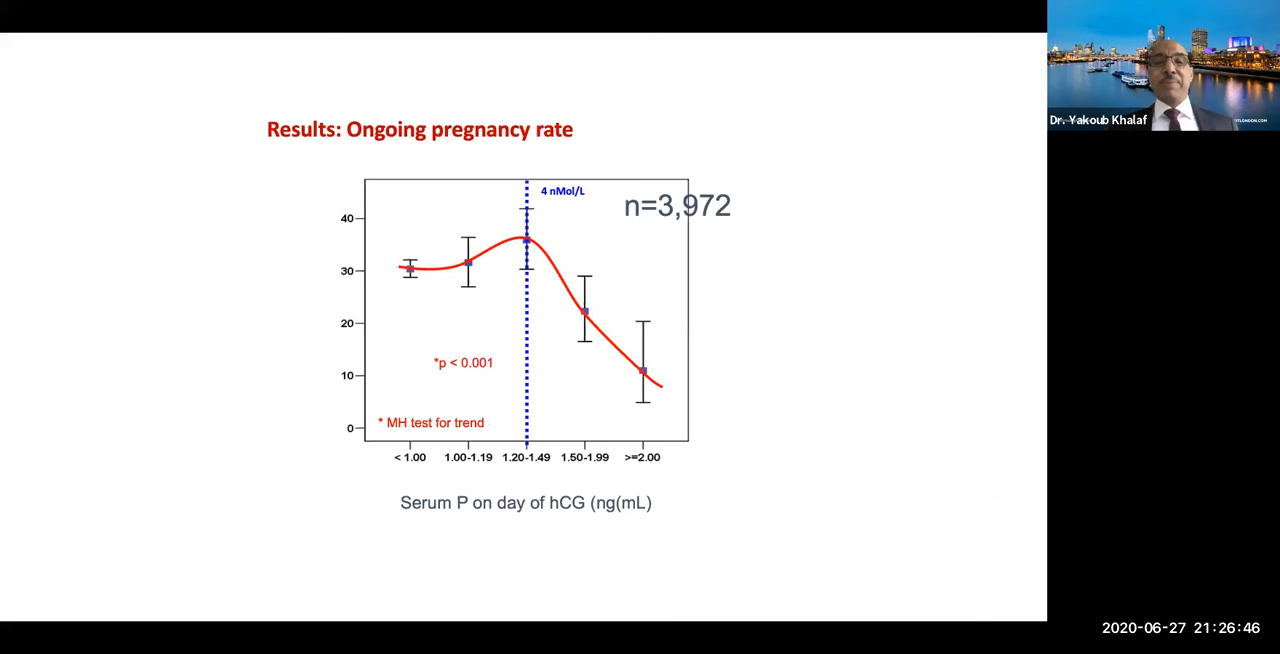 Results: Ongoing pregnancy rate
4 nMol/L
n=3,972
40
30
20
10
0
*p < 0.001
* MH test for trend
< 1.00 1.00-1.19 1.20-1.49 1.50-1.99 >=2.00
Serum P on day of hCG (ng(mL)
Dr. Yakoub Khalaf
2020-06-27 21:26:46